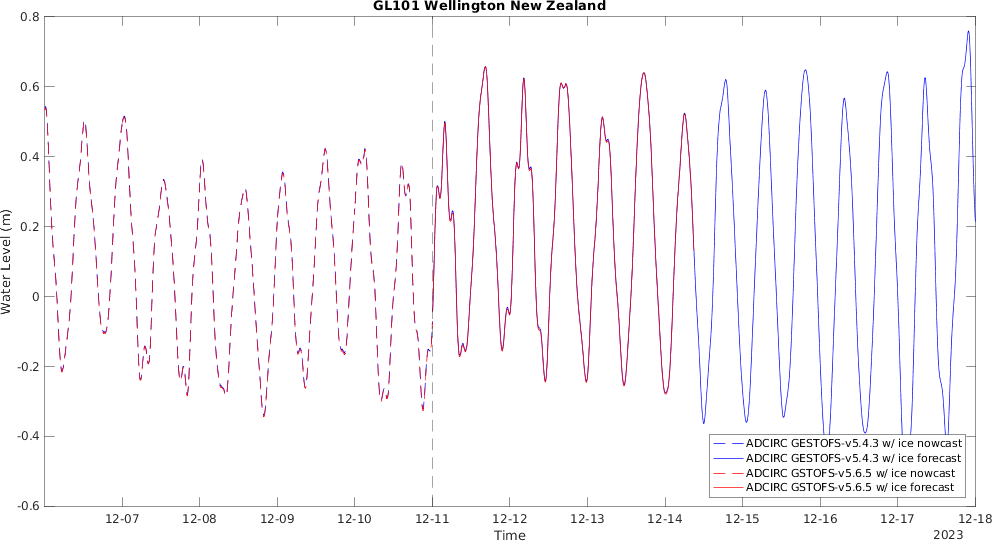 GL101 Wellington New Zealand
0.8
0.6
0.4
0.2
0
-0.2
-0.4
-0.6
Water Level (m)
12-07 12-08 12-09 12-10 12-11 12-12 12-13 12-14 12-15 12-16 12-17 12-18
Time
2023
ADCIRC GESTOFS-v5.4.3 w/ ice nowcast
ADCIRC GESTOFS-v5.4.3 w/ ice forecast
ADCIRC GSTOFS-v5.6.5 w/ ice nowcast
ADCIRC GSTOFS-v5.6.5 w/ ice forecast